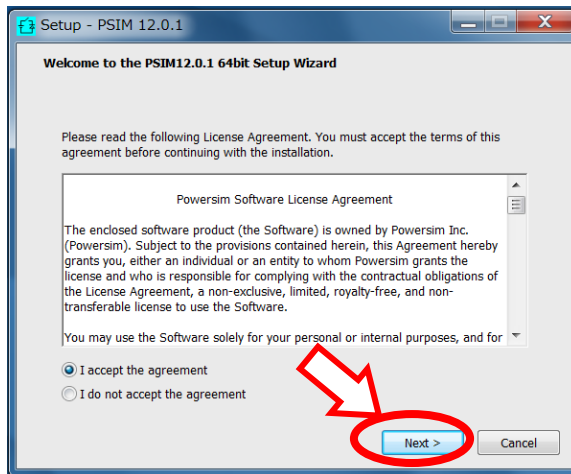 Setup - PSIM 12.0.1
Welcome to the PSIM12.0.1 64bit Setup Wizard
Please read the following License Agreement. You must accept the terms of this
agreement before continuing with the installation.
Powersim Software License Agreement
The enclosed software product (the Software) is owned by Powersim Inc.
(Powersim). Subject to the provisions contained herein, this Agreement hereby
grants you, either an individual or an entity to whom Powersim grants the
license and who is responsible for complying with the contractual obligations of
the License Agreement, a non-exclusive, limited, royalty-free, and non-
transferable license to use the Software.
You may use the Software solely for your personal or internal purposes, and for
I accept the agreement
I do not accept the agreement
Next >
Cancel